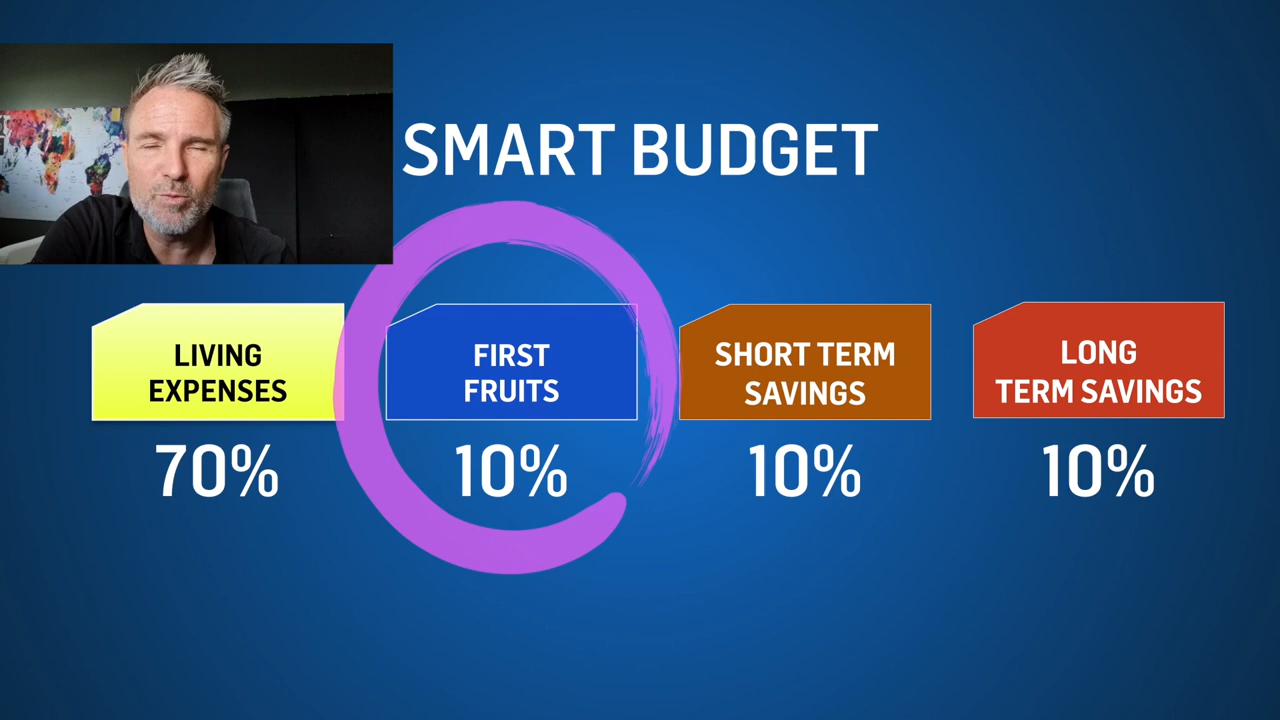 SMART BUDGET
LIVING
EXPENSES
70%
FIRST
FRUITS
10%
SHORT TERM
SAVINGS
10%
LONG
TERM SAVINGS
10%